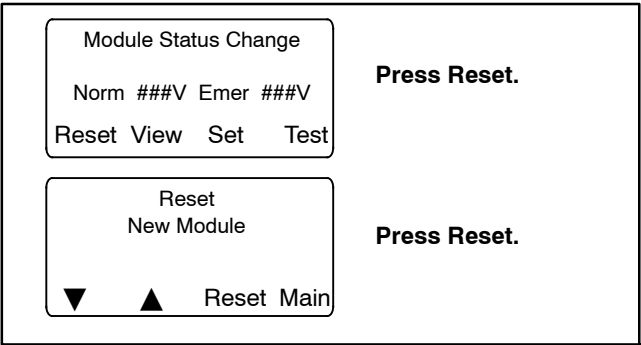 Module Status Change
Norm ###V Emer ###V
Reset View Set Test
Press Reset.
Reset
New Module
▼ ▲ Reset Main
Press Reset.